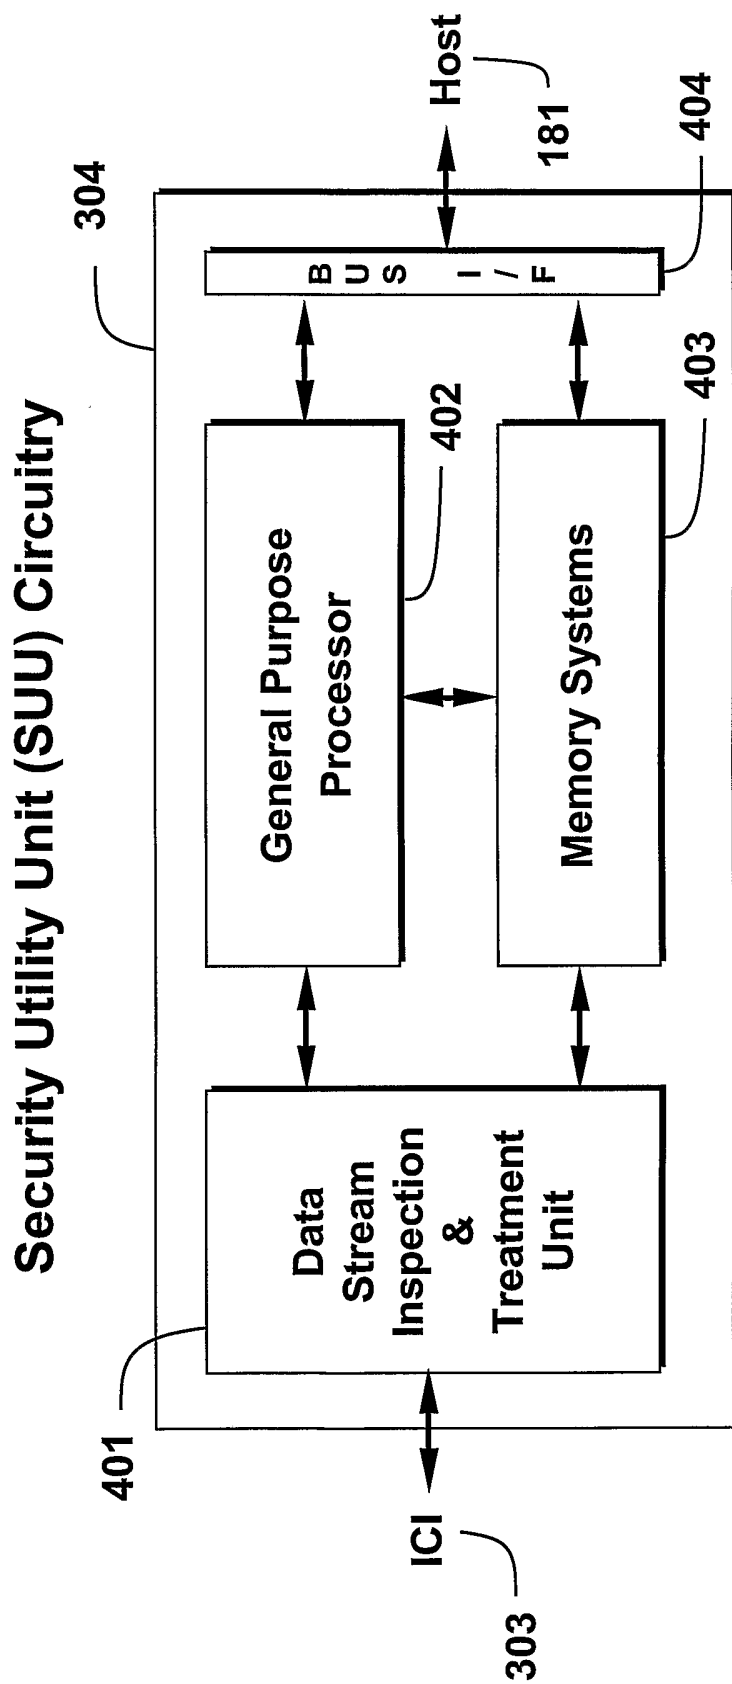 Security Utility Unit (SUU) Circuitry
304
401
Data
Stream
Inspection
&
Treatment
Unit
General Purpose
Processor
402
Memory Systems
403
BUS I/F
404
ICI
303
Host
181